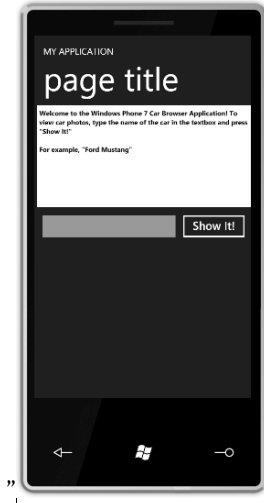 MY APPLICATION
page title
Welcome to the Windows Phone 7 Car Browser Application! To
view car photos, type the name of the car in the textbox and press
"Show It!"
For example, "Ford Mustang"
Show It!
”